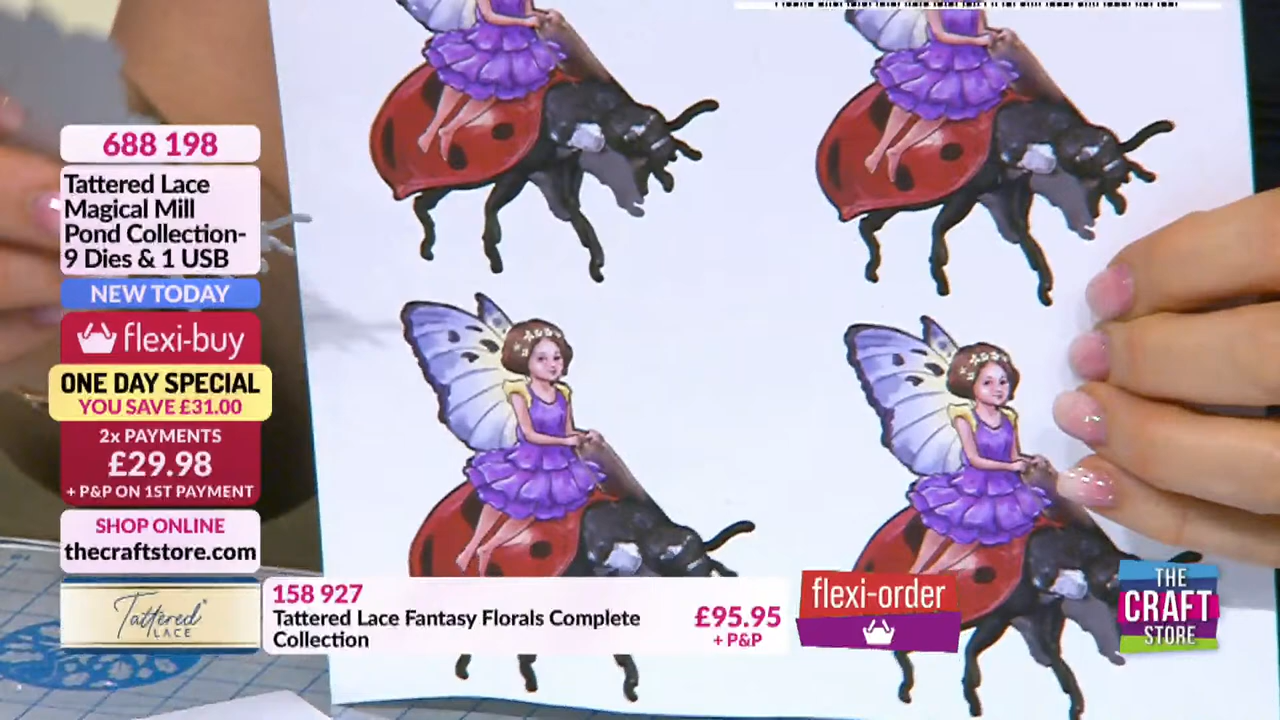 688 198
Tattered Lace
Magical Mill
Pond Collection-
9 Dies & 1 USB
NEW TODAY
flexi-buy
ONE DAY SPECIAL
YOU SAVE £31.00
2x PAYMENTS
£29.98
+ P&P ON 1ST PAYMENT
SHOP ONLINE
thecraftstore.com
Tattered
LACE
158 927
Tattered Lace Fantasy Florals Complete
Collection
£95.95
+ P&P
flexi-order
THE
CRAFT
STORE